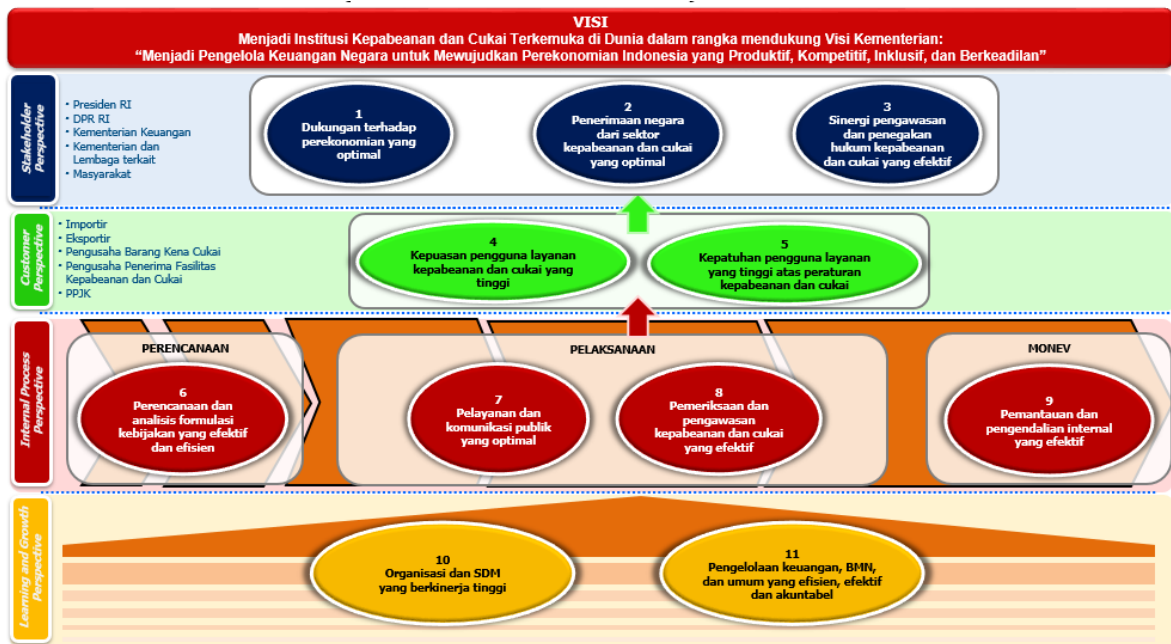 VISI
Menjadi Institusi Kepabeanan dan Cukai Terkemuka di Dunia dalam rangka mendukung Visi Kementerian:
“Menjadi Pengelola Keuangan Negara untuk Mewujudkan Perekonomian Indonesia yang Produktif, Kompetitif, Inklusif, dan Berkeadilan”
Stakeholder
Perspective
• Presiden RI
• DPR RI
• Kementerian Keuangan
• Kementerian dan
Lembaga terkait
• Masyarakat
1
Dukungan terhadap
perekonomian yang
optimal
2
Penerimaan negara
dari sektor
kepabeanan dan cukai
yang optimal
3
Sinergi pengawasan
dan penegakan
hukum kepabeanan
dan cukai yang efektif
Customer
Perspective
• Importir
• Eksportir
• Pengusaha Barang Kena Cukai
• Pengusaha Penerima Fasilitas
Kepabeanan dan Cukai
• PPJK
4
Kepuasan pengguna layanan
kepabeanan dan cukai yang
tinggi
5
Kepatuhan pengguna layanan
yang tinggi atas peraturan
kepabeanan dan cukai
Internal Process
Perspective
PERENCANAAN
6
Perencanaan dan
analisis formulasi
kebijakan yang efektif
dan efisien
PELAKSANAAN
7
Pelayanan dan
komunikasi publik
yang optimal
8
Pemeriksaan dan
pengawasan
kepabeanan dan cukai
yang efektif
MONEV
9
Pemantauan dan
pengendalian internal
yang efektif
Learning and Growth
Perspective
10
Organisasi dan SDM
yang berkinerja tinggi
11
Pengelolaan keuangan, BMN,
dan umum yang efisien, efektif
dan akuntabel